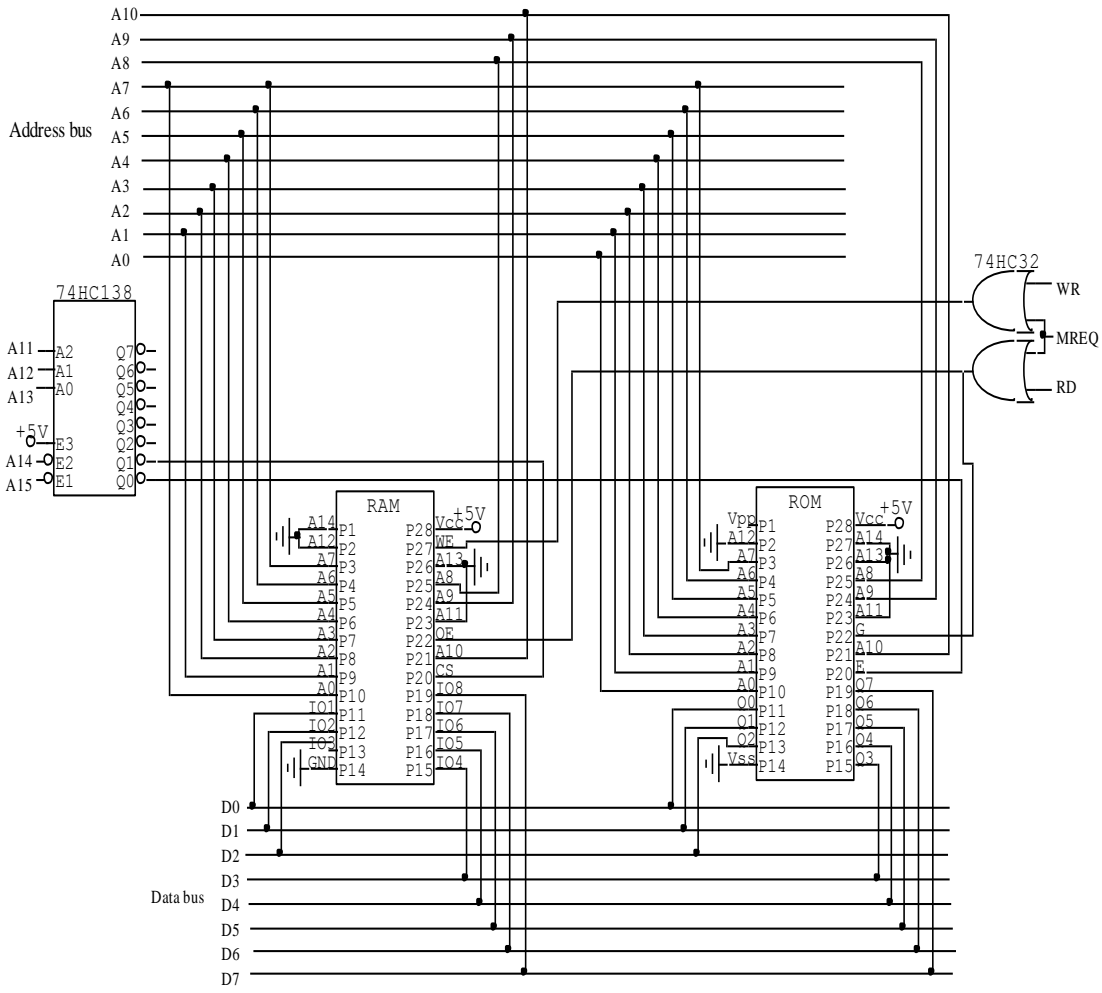 A10
A9
A8
A7
A6
Address bus
A5
A4
A3
A2
A1
A0
74HC138
A11 A2 Q7
A12 A1 Q6
A13 A0 Q5
Q4
Q3
+5V E3 Q2
A14 E2 Q1
A15 E1 Q0
74HC32
WR
MREQ
RD
RAM
A14 P1 P28 Vcc +5V
A12 P2 P27 WE
A7 P3 P26 A13
A6 P4 P25 A8
A5 P5 P24 A9
A4 P6 P23 A11
A3 P7 P22 OE
A2 P8 P21 A10
A1 P9 P20 CS
A0 P10 P19 IO8
IO1 P11 P18 IO7
IO2 P12 P17 IO6
IO3 P13 P16 IO5
GND P14 P15 IO4
ROM
Vpp P1 P28 Vcc +5V
A12 P2 P27 A14
A7 P3 P26 A13
A6 P4 P25 A8
A5 P5 P24 A9
A4 P6 P23 A11
A3 P7 P22 G
A2 P8 P21 A10
A1 P9 P20 E
A0 P10 P19 Q7
Q0 P11 P18 Q6
Q1 P12 P17 Q5
Q2 P13 P16 Q4
Vss P14 P15 Q3
D0
D1
D2
D3
Data bus
D4
D5
D6
D7